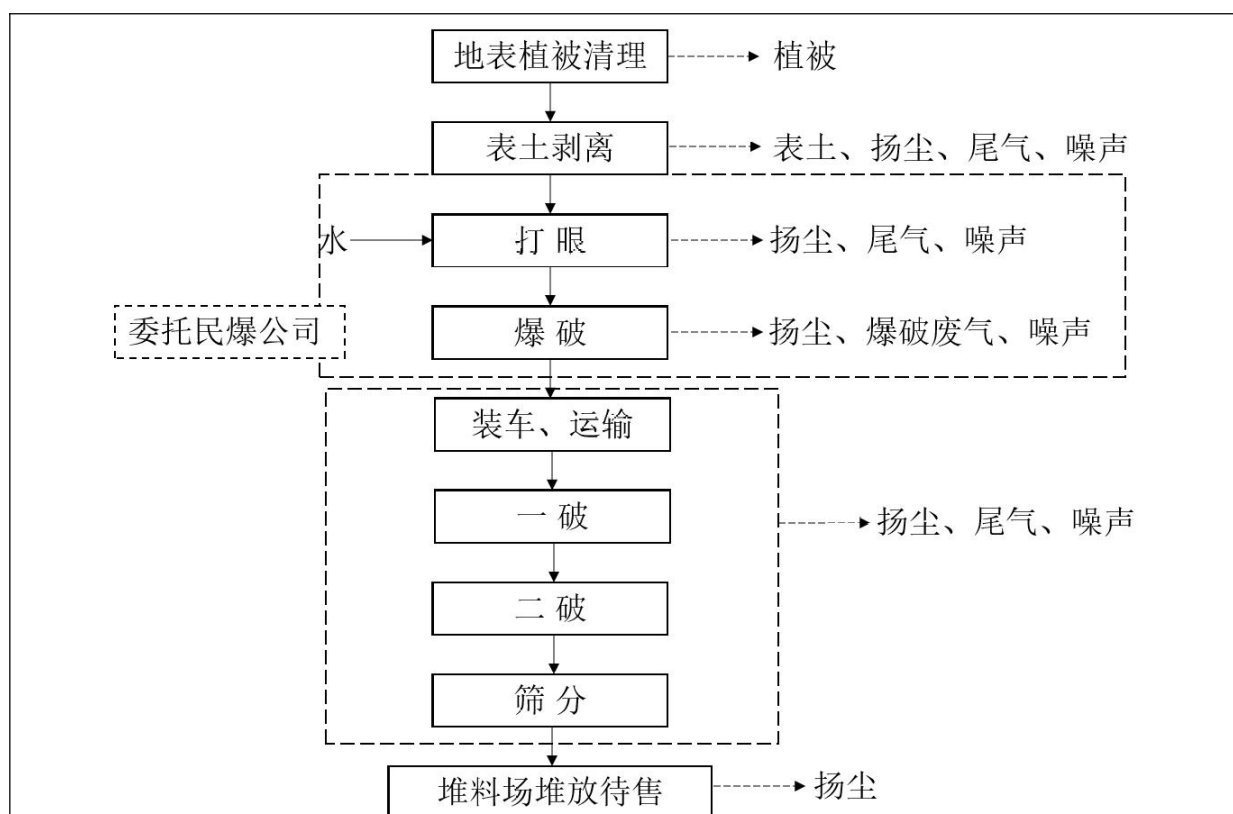 地表植被清理 植被
表土剥离 表土、扬尘、尾气、噪声
水 打眼 扬尘、尾气、噪声
委托民爆公司 爆破 扬尘、爆破废气、噪声
装车、运输
一破
扬尘、尾气、噪声
二破
筛分
堆料场堆放待售 扬尘